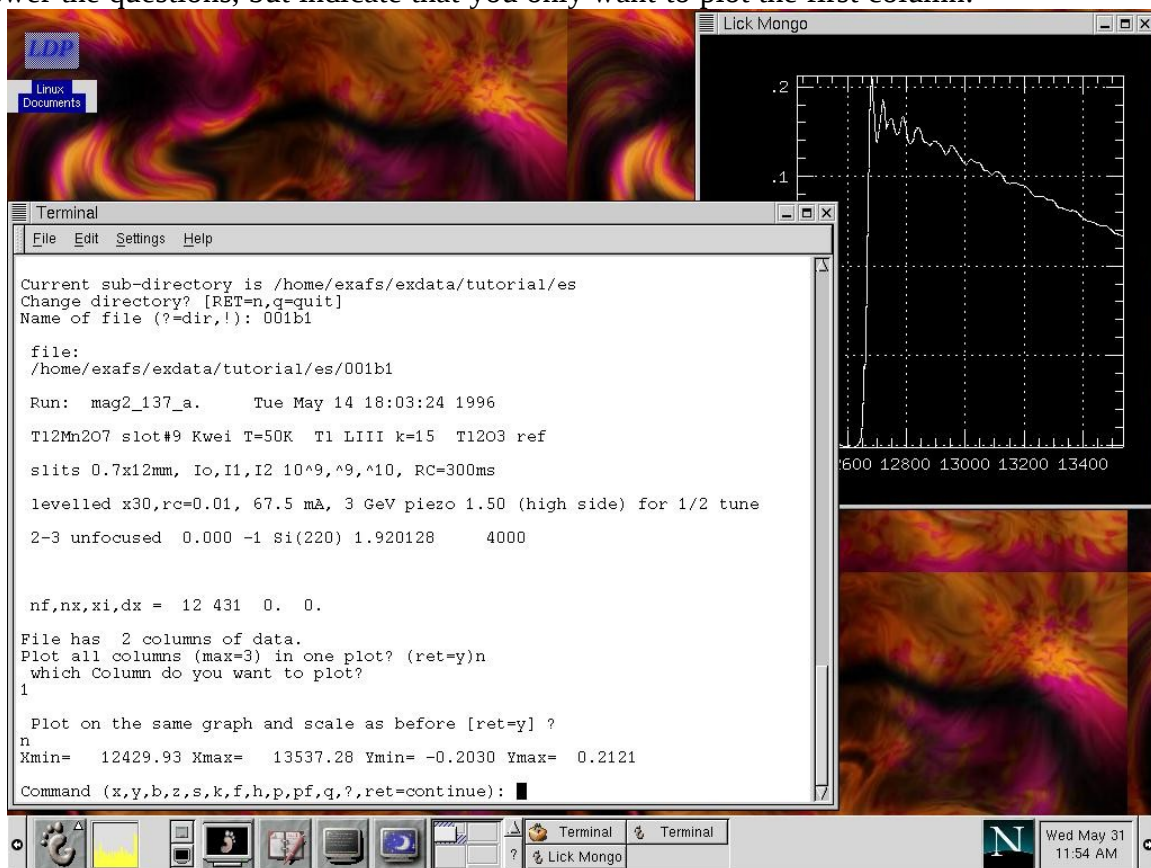 wer the questions, but indicate that you only want to plot the first column.
LDP
Linux
Documents
Lick Mongo
.2
.1
2600 12800 13000 13200 13400
Terminal
File Edit Settings Help
Current sub-directory is /home/exafs/exdata/tutorial/es
Change directory? [RET=n,q=quit]
Name of file (?=dir,!): 001b1
file:
/home/exafs/exdata/tutorial/es/001b1
Run: mag2_137_a. Tue May 14 18:03:24 1996
Tl2Mn2O7 slot#9 Kwei T=50K Tl LIII k=15 Tl2O3 ref
slits 0.7x12mm, Io,I1,I2 10^9,^9,^10, RC=300ms
levelled x30,rc=0.01, 67.5 mA, 3 GeV piezo 1.50 (high side) for 1/2 tune
2-3 unfocused 0.000 -1 Si(220) 1.920128 4000
nf,nx,xi,dx = 12 431 0. 0.
File has 2 columns of data.
Plot all columns (max=3) in one plot? (ret=y)n
which Column do you want to plot?
1
Plot on the same graph and scale as before [ret=y] ?
n
Xmin= 12429.93 Xmax= 13537.28 Ymin= -0.2030 Ymax= 0.2121
Command (x,y,b,z,s,k,f,h,p,pf,q,?,ret=continue):
Terminal
Terminal
? Lick Mongo
N
Wed May 31
11:54 AM